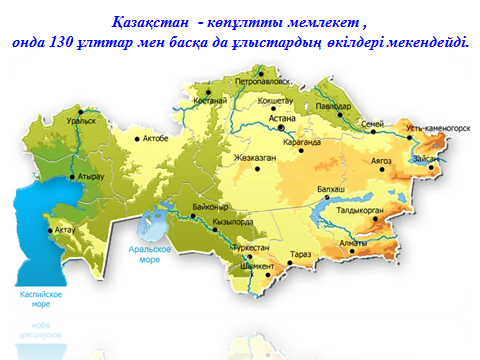 Қазақстан - көпұлтты мемлекет ,
онда 130 ұлттар мен басқа да ұлыстардың өкілдері мекендейді.
Петропавловск
Костанай
Кокшетау
Павлодар
Уральск
Астана
Семей
Усть-каменогорск
Актобе
Караганда
Жезказган
Аягоз
Зайсан
Атырау
Балхаш
Байконыр
Талдыкорган
Кызылорда
Актау
Аральское
море
Туркестан
Алматы
Тараз
Шымкент
Каспийское
море